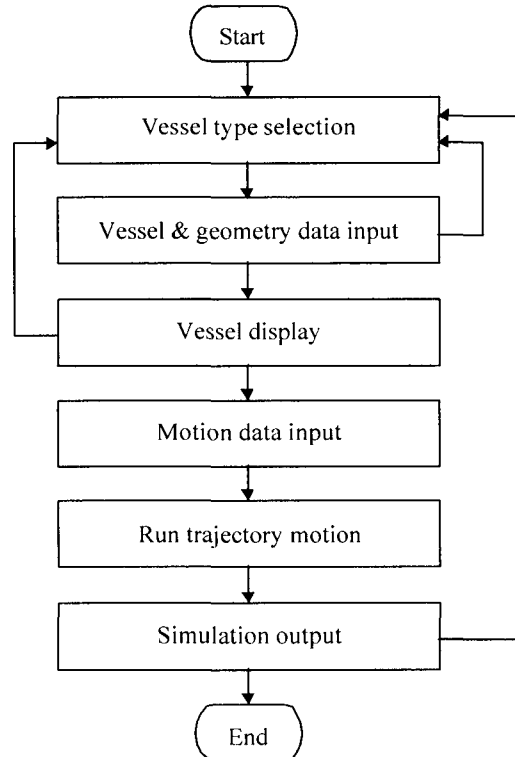 Start
Vessel type selection
Vessel & geometry data input
Vessel display
Motion data input
Run trajectory motion
Simulation output
End